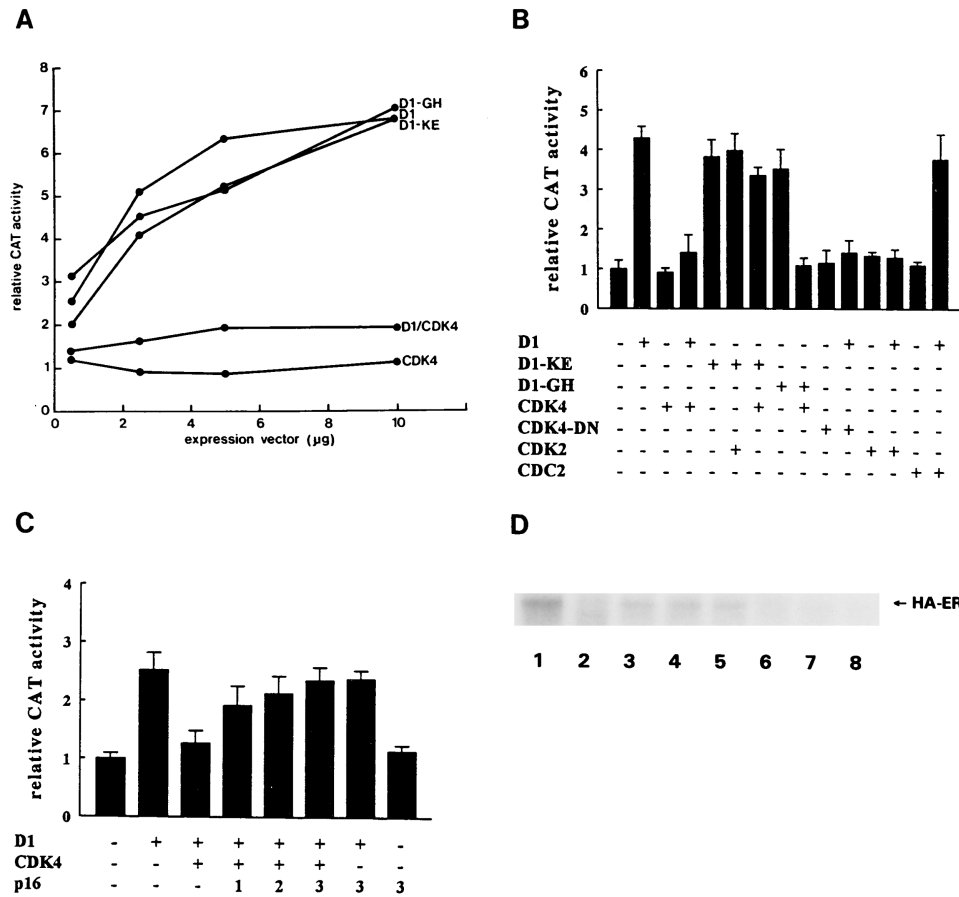 A
8
7
6
5
4
3
2
1
0
relative CAT activity
0 2 4 6 8 10
expression vector (µg)
D1-GH
D1
D1-KE
D1/CDK4
CDK4
B
6
5
4
3
2
1
0
relative CAT activity
D1 - + - + - - - - - - + - + - +
D1-KE - - - - + + + - - - - - - - -
D1-GH - - - - - - - + + - - - - - -
CDK4 - - + + - - + - + - - - - - -
CDK4-DN - - - - - - - - - + + - - - -
CDK2 - - - - - + - - - - - + + - -
CDC2 - - - - - - - - - - - - - + +
C
4
3
2
1
0
relative CAT activity
D1 - + + + + + + -
CDK4 - - + + + + - -
p16 - - - 1 2 3 3 3
D
← HA-ER
1 2 3 4 5 6 7 8